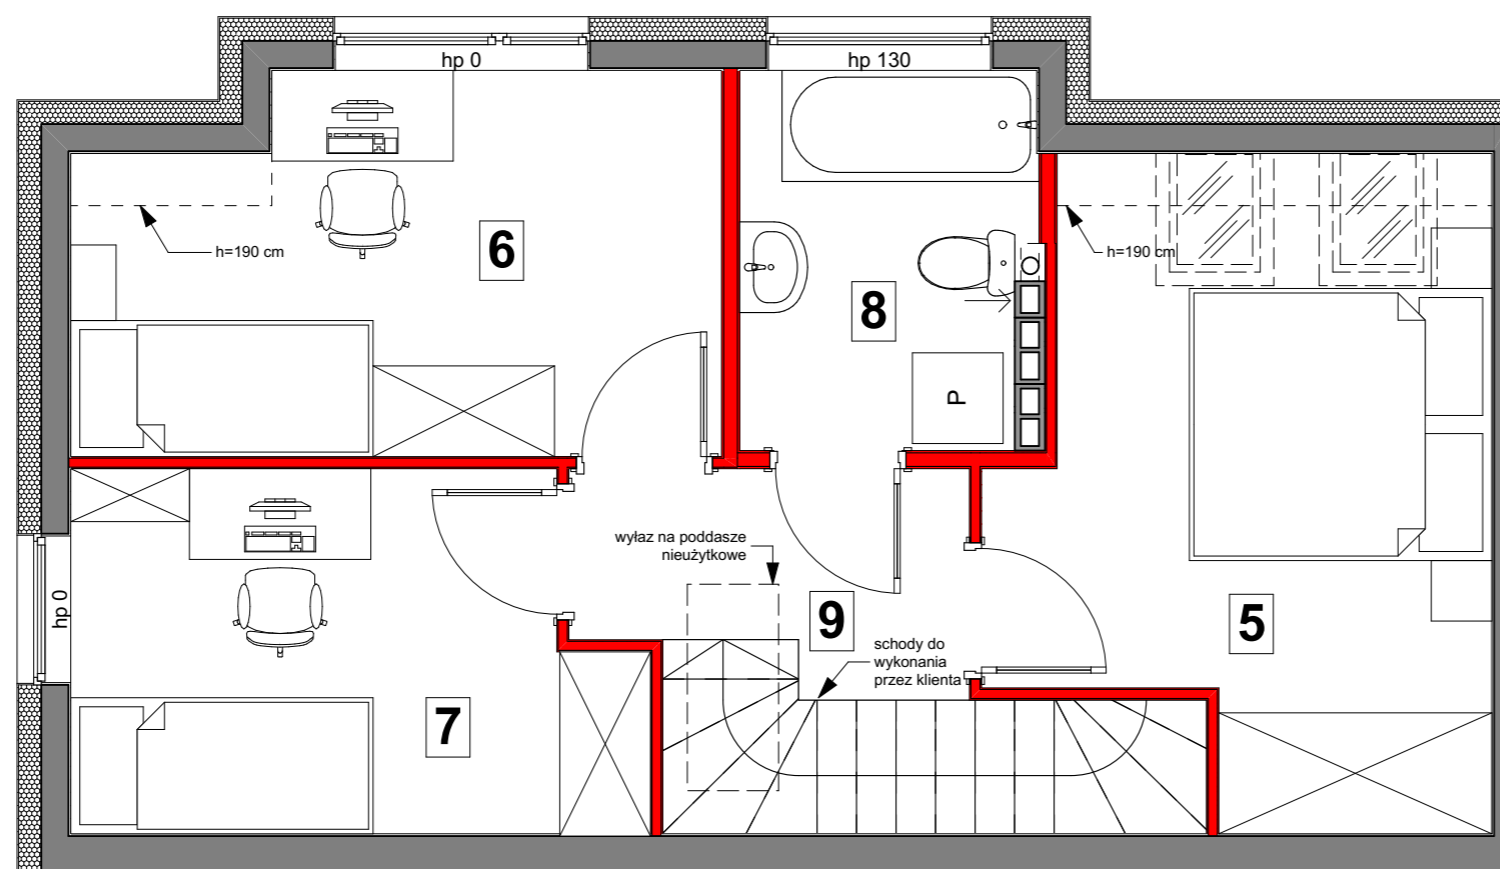 hp 0
hp 130
h=190 cm
6
h=190 cm
8
P
wyłaz na poddasze
nieużytkowe
hp 0
9
5
schody do
wykonania
przez klienta
7